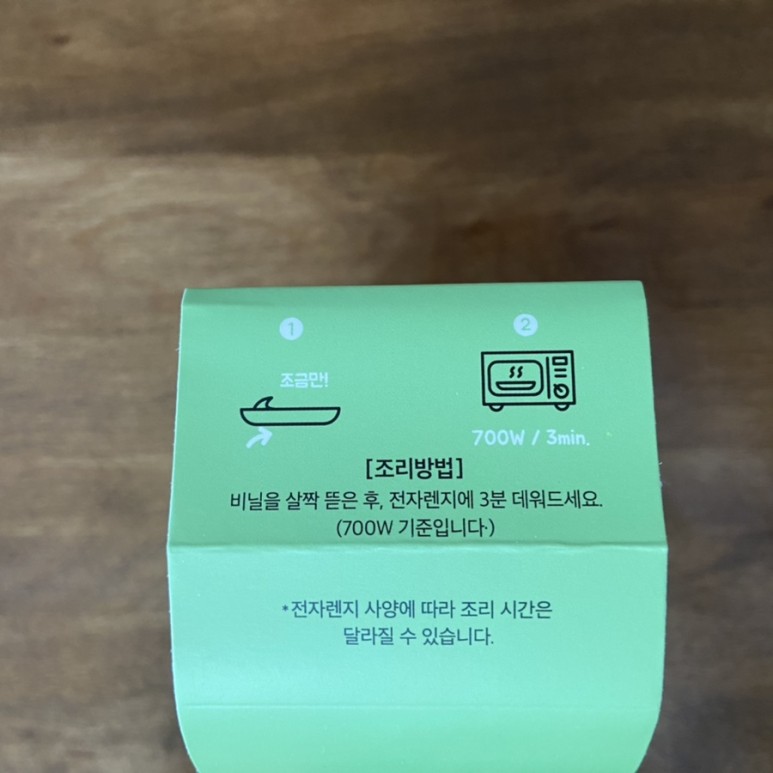 1
2
조금만!
700W / 3min.
[조리방법]
비닐을 살짝 뜯은 후, 전자렌지에 3분 데워드세요.
(700W 기준입니다.)
*전자렌지 사양에 따라 조리 시간은
달라질 수 있습니다.